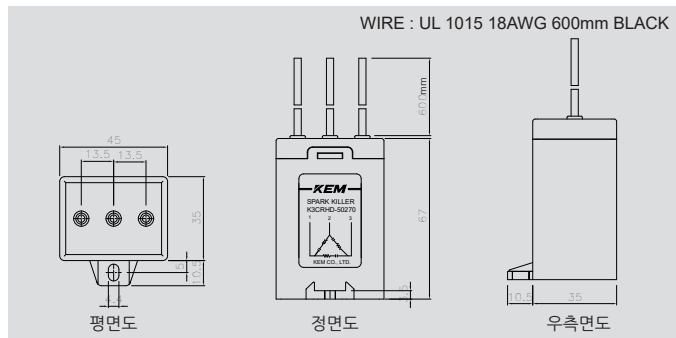 WIRE : UL 1015 18AWG 600mm BLACK
45
13.5 13.5
35
5
10.5
4.4
평면도
600mm
67
KEM
SPARK KILLER
K3CRHD-50270
1 2 3
KEM CO., LTD.
정면도
10.5 35
우측면도